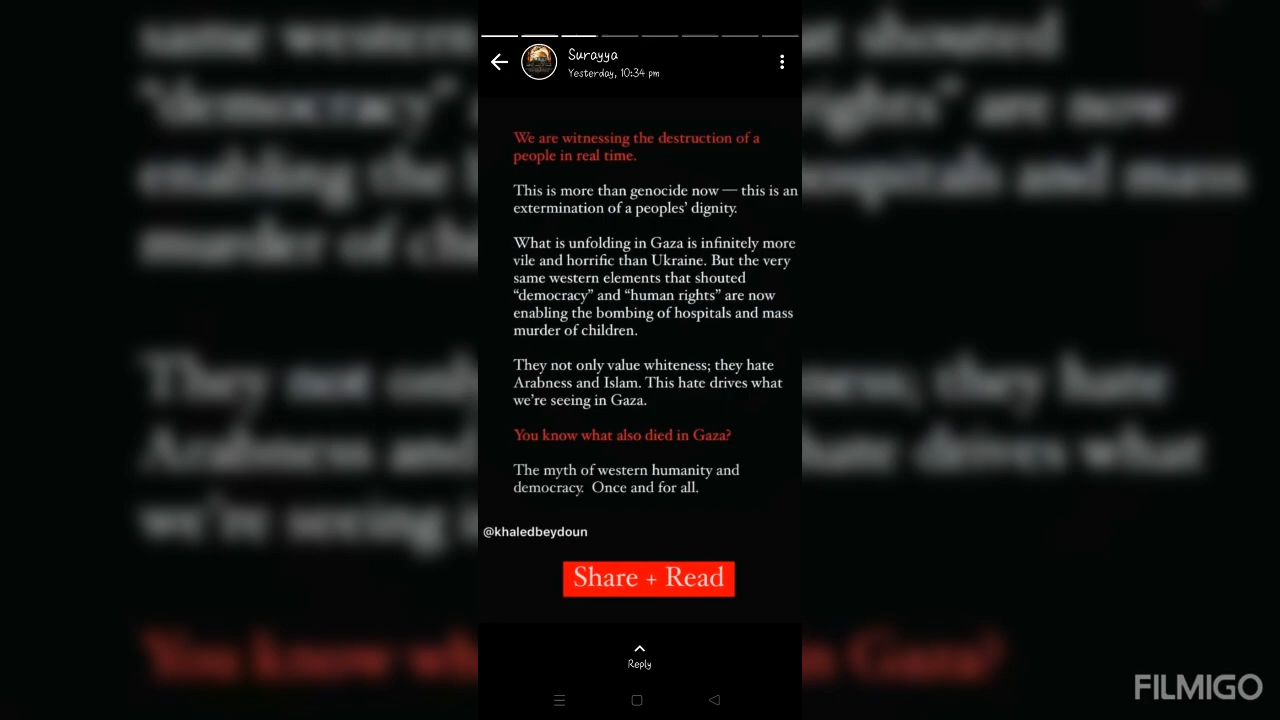 Surayya
Yesterday, 10:34 pm
We are witnessing the destruction of a
people in real time.
This is more than genocide now — this is an
extermination of a peoples’ dignity.
What is unfolding in Gaza is infinitely more
vile and horrific than Ukraine. But the very
same western elements that shouted
“democracy” and “human rights” are now
enabling the bombing of hospitals and mass
murder of children.
They not only value whiteness; they hate
Arabness and Islam. This hate drives what
we’re seeing in Gaza.
You know what also died in Gaza?
The myth of western humanity and
democracy.  Once and for all.
@khaledbeydoun
Share + Read
Reply
FILMIGO